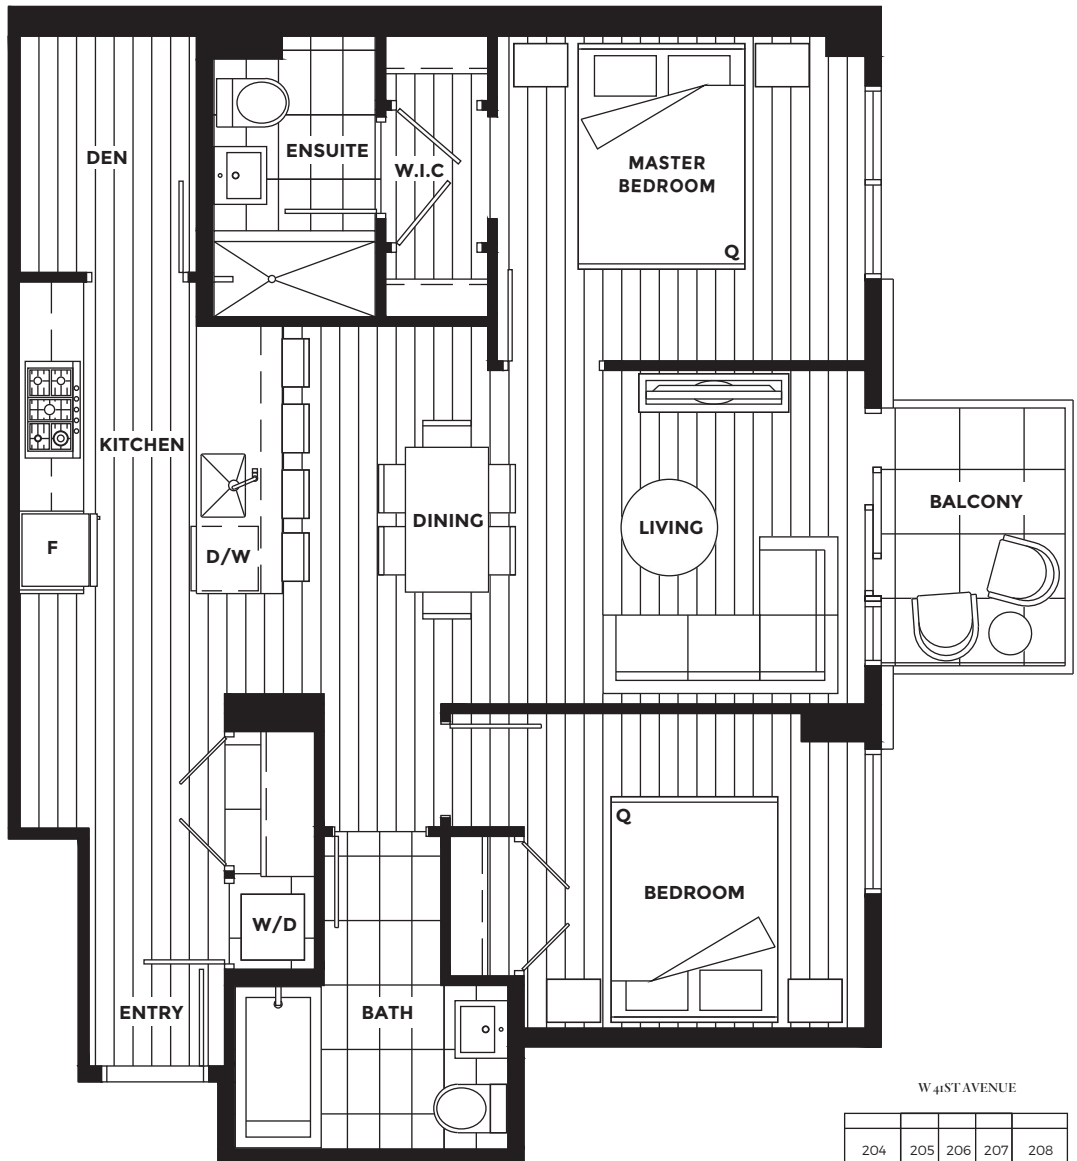 DEN
ENSUITE
W.I.C
MASTER
BEDROOM
Q
KITCHEN
F
D/W
DINING
LIVING
BALCONY
Q
BEDROOM
W/D
ENTRY
BATH
W 41ST AVENUE
204 205 206 207 208